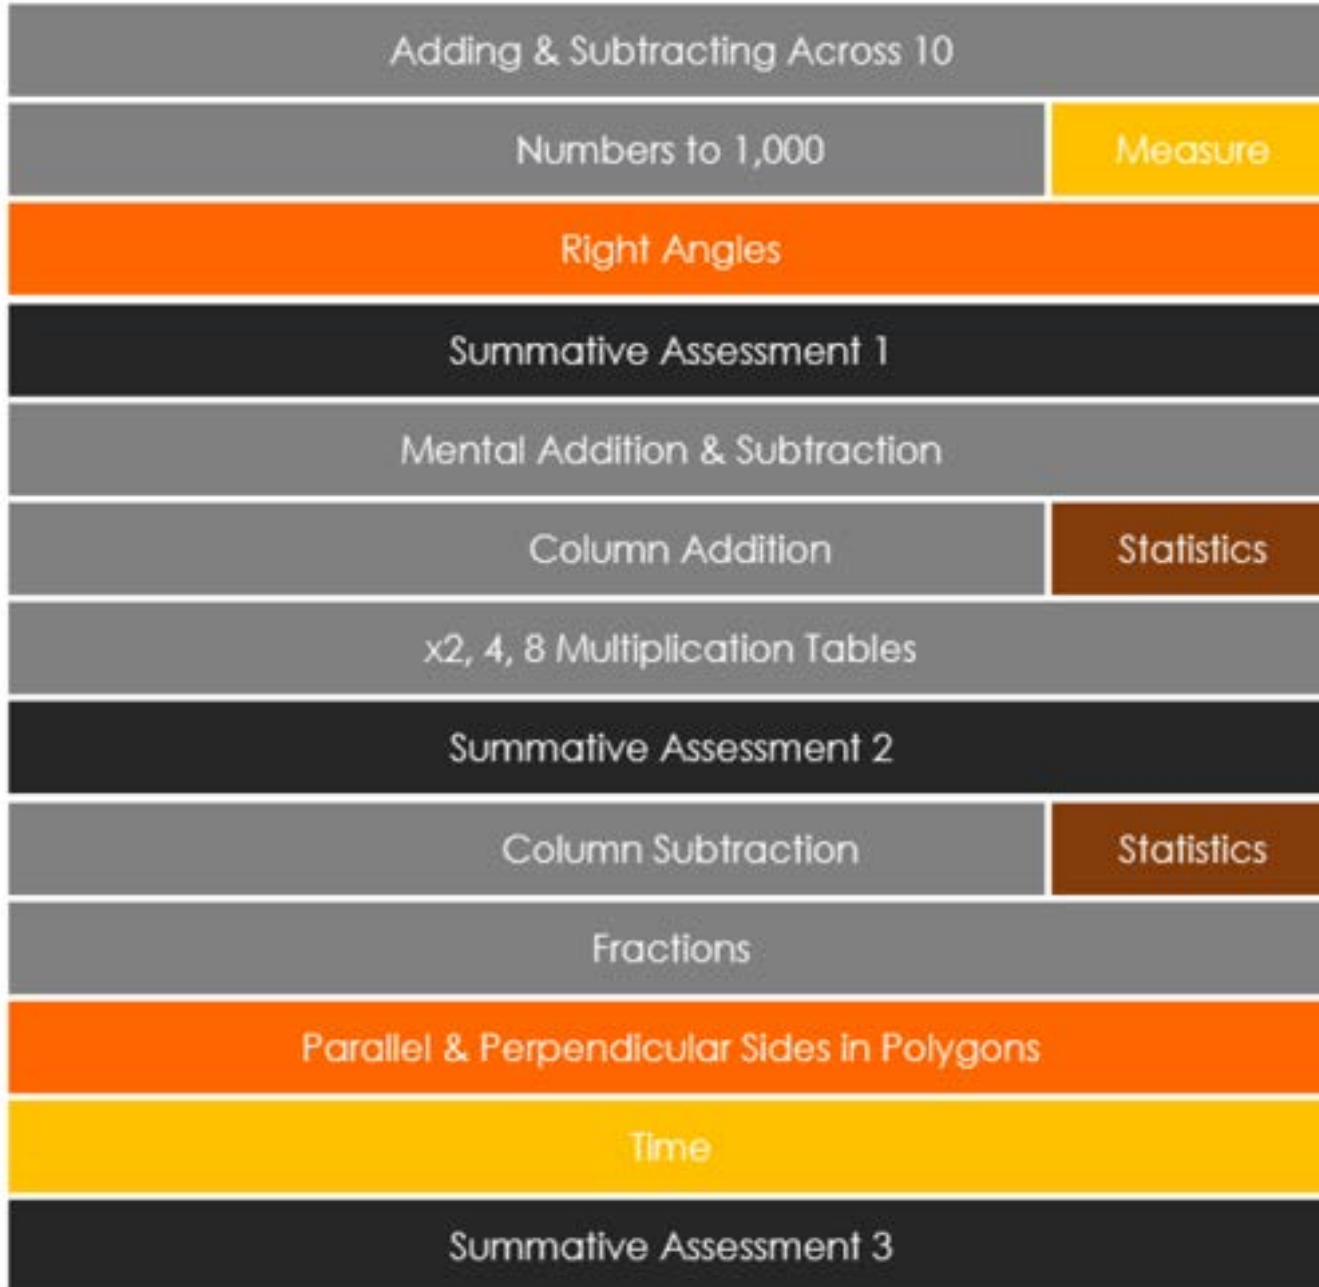 Adding & Subtracting Across 10
Numbers to 1,000
Measure
Right Angles
Summative Assessment 1
Mental Addition & Subtraction
Column Addition
Statistics
x2, 4, 8 Multiplication Tables
Summative Assessment 2
Column Subtraction
Statistics
Fractions
Parallel & Perpendicular Sides in Polygons
Time
Summative Assessment 3